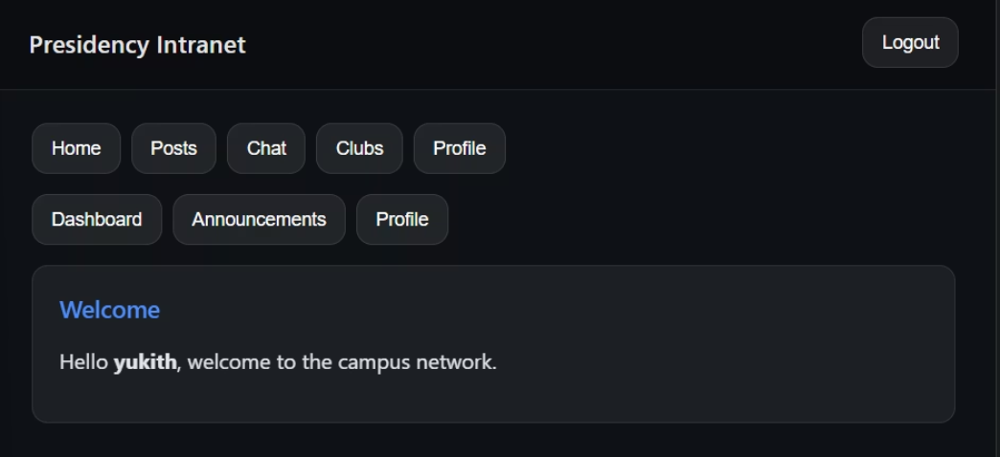 Presidency Intranet Logout
Home Posts Chat Clubs Profile
Dashboard Announcements Profile
Welcome
Hello yukith, welcome to the campus network.